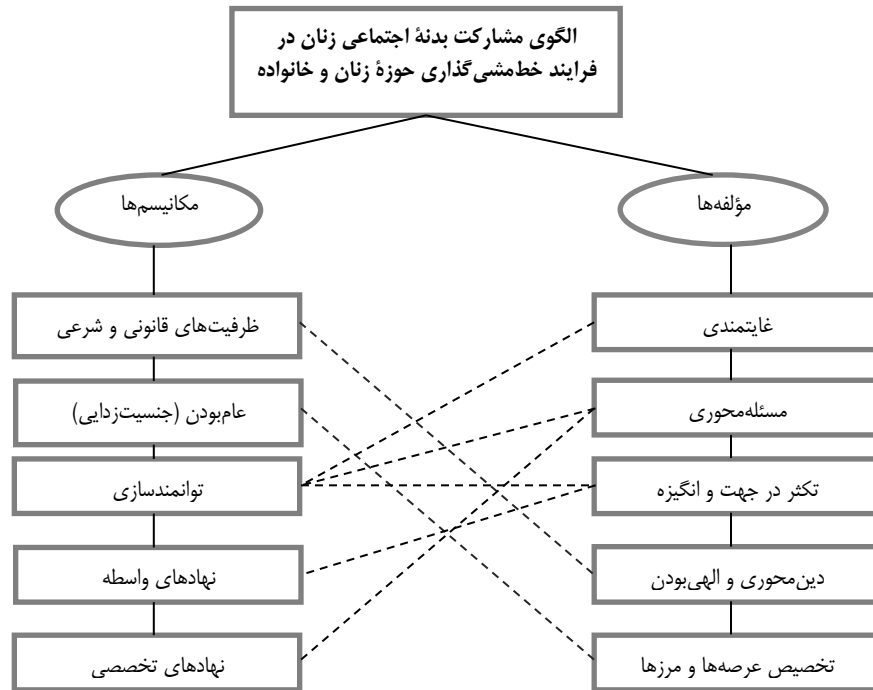 الگوی مشارکت بدنۀ اجتماعی زنان در
فرایند خط‌مشی‌گذاری حوزۀ زنان و خانواده
مؤلفه‌ها
مکانیسم‌ها
غایتمندی
ظرفیت‌های قانونی و شرعی
مسئله‌محوری
عام‌بودن (جنسیت‌زدایی)
تکثر در جهت و انگیزه
توانمندسازی
دین‌محوری و الهی‌بودن
نهادهای واسطه
تخصیص عرصه‌ها و مرزها
نهادهای تخصصی